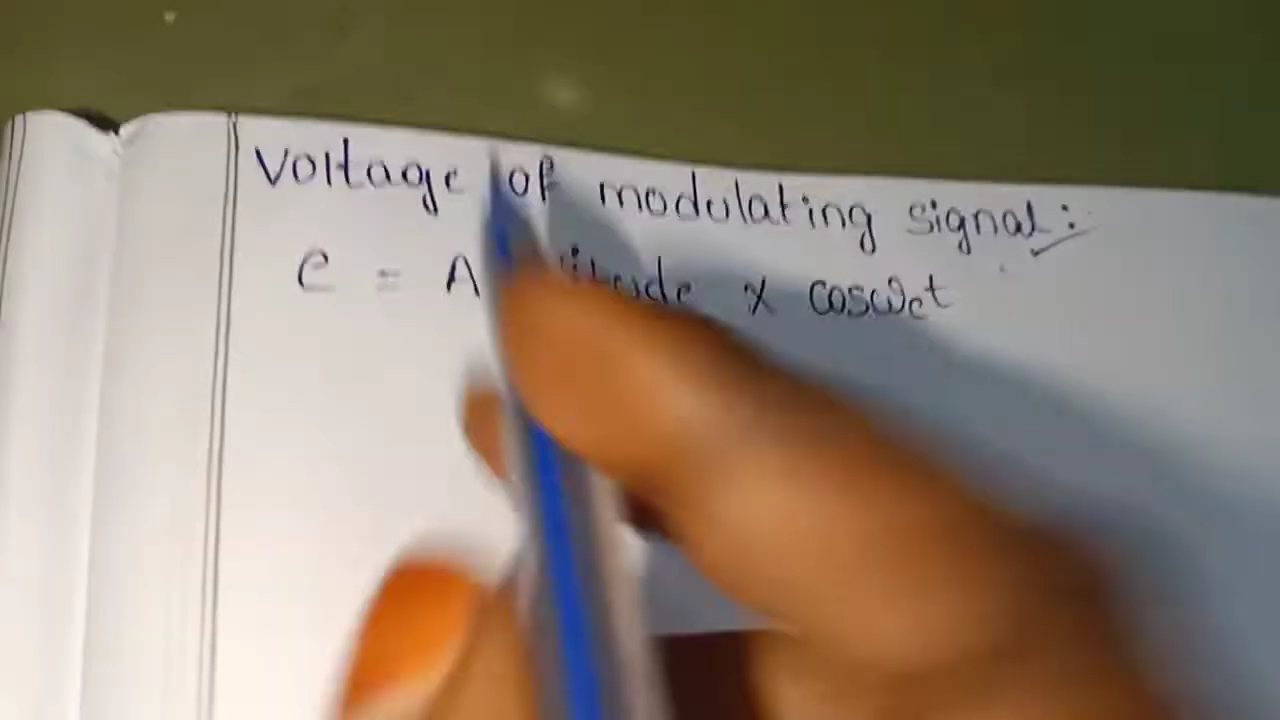 Voltage of modulating signal:
e = × cosωct